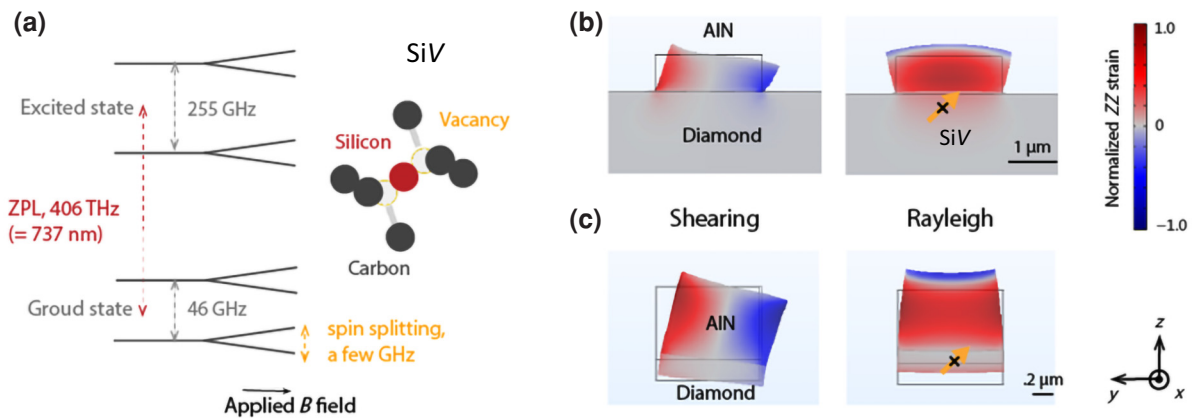 (a)
SiV
Excited state
255 GHz
Silicon
Vacancy
ZPL, 406 THz
(= 737 nm)
Carbon
Groud state
46 GHz
spin splitting,
a few GHz
Applied B field
(b)
AlN
Diamond
SiV
1 μm
Shearing
Rayleigh
(c)
AlN
Diamond
.2 μm
1.0
0
−1.0
Normalized ZZ strain
z
y
x